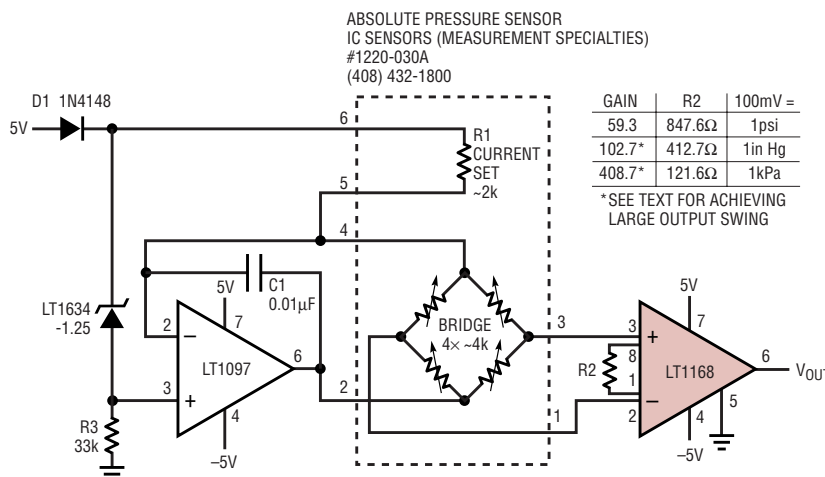 ABSOLUTE PRESSURE SENSOR
IC SENSORS (MEASUREMENT SPECIALTIES)
#1220-030A
(408) 432-1800
D1 1N4148
5V
6
R1
CURRENT
SET
~2k
5
4
GAIN R2 100mV =
59.3 847.6Ω 1psi
102.7* 412.7Ω 1in Hg
408.7* 121.6Ω 1kPa
*SEE TEXT FOR ACHIEVING
LARGE OUTPUT SWING
C1
0.01µF
LT1634
-1.25
5V
7
2
–
LT1097
6
3
+
4
–5V
R3
33k
2
BRIDGE
4× ~4k
3
1
5V
7
3
+
8
R2
1
–
2
LT1168
6
VOUT
5
4
–5V